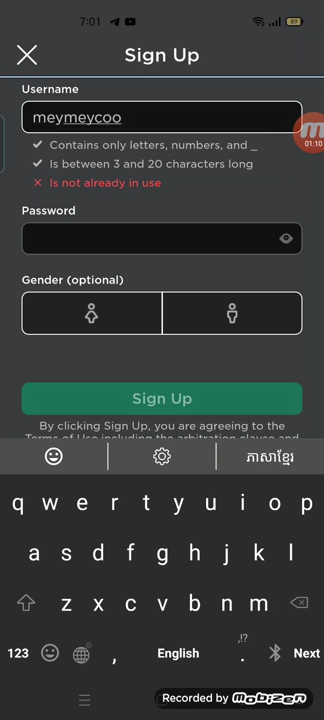 7:01 89
Sign Up
Username
meymeycoo
Contains only letters, numbers, and _
Is between 3 and 20 characters long
Is not already in use
01:10
Password
Gender (optional)
Sign Up
By clicking Sign Up, you are agreeing to the
Terms of Use including the arbitration clause and
ភាសាខ្មែរ
q w e r t y u i o p
a s d f g h j k l
z x c v b n m
,!?
123 , English . Next
Recorded by mobizen